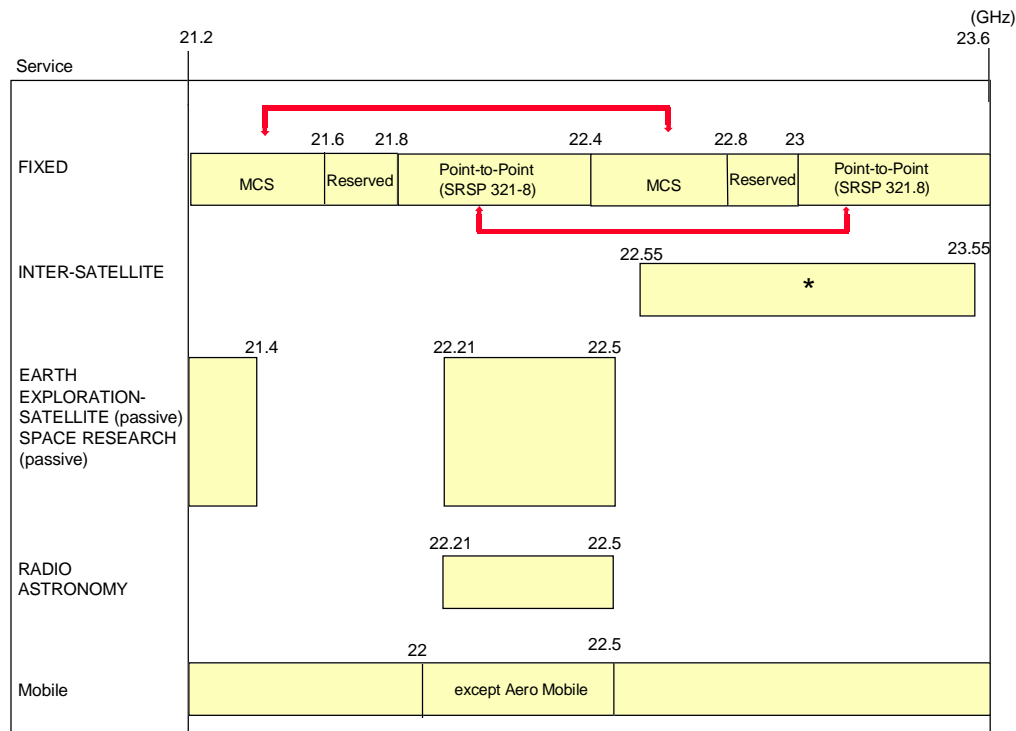 (GHz)
21.2 23.6
Service
21.6 21.8 22.4 22.8 23
FIXED
MCS Reserved Point-to-Point (SRSP 321-8) MCS Reserved Point-to-Point (SRSP 321.8)
22.55 23.55
INTER-SATELLITE
*
21.4 22.21 22.5
EARTH
EXPLORATION-
SATELLITE (passive)
SPACE RESEARCH
(passive)
22.21 22.5
RADIO
ASTRONOMY
22 22.5
Mobile except Aero Mobile